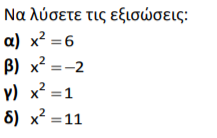 Να λύσετε τις εξισώσεις:
α) x² = 6
β) x² = −2
γ) x² = 1
δ) x² = 11